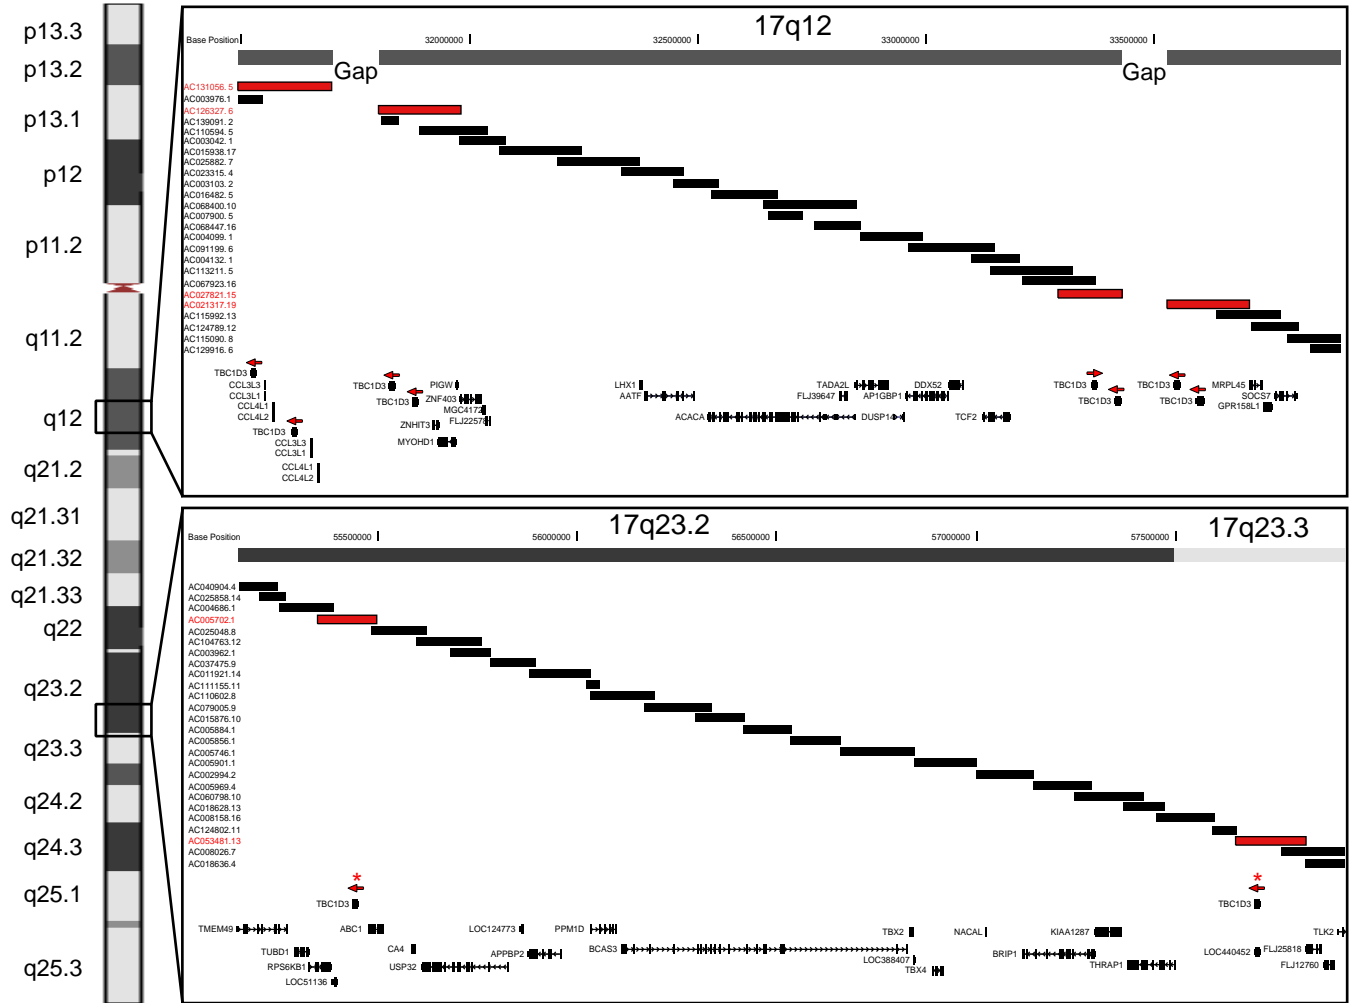 p13.3
p13.2
p13.1
p12
p11.2
q11.2
q12
q21.2
q21.31
q21.32
q21.33
q22
q23.2
q23.3
q24.2
q24.3
q25.1
q25.3
17q12
Base Position
32000000
32500000
33000000
33500000
Gap
Gap
AC131056. 5
AC003976.1
AC126327. 6
AC139091. 2
AC110594. 5
AC003042. 1
AC015938.17
AC025882. 7
AC023315. 4
AC003103. 2
AC016482. 5
AC068400.10
AC007900. 5
AC068447.16
AC004099. 1
AC091199. 6
AC004132. 1
AC113211. 5
AC067923.16
AC027821.15
AC021317.19
AC115992.13
AC124789.12
AC115090. 8
AC129916. 6
TBC1D3
CCL3L3
CCL3L1
CCL4L1
CCL4L2
TBC1D3
CCL3L3
CCL3L1
CCL4L1
CCL4L2
TBC1D3
TBC1D3
PIGW
ZNF403
MGC4172
FLJ22578
ZNHIT3
MYOHD1
LHX1
AATF
ACACA
TADA2L
FLJ39647
DDX52
AP1GBP1
DUSP14
TCF2
TBC1D3
TBC1D3
TBC1D3
TBC1D3
MRPL45
SOCS7
GPR158L1
17q23.2
17q23.3
Base Position
55500000
56000000
56500000
57000000
57500000
AC040904.4
AC025858.14
AC004686.1
AC005702.1
AC025048.8
AC104763.12
AC003962.1
AC037475.9
AC011921.14
AC111155.11
AC110602.8
AC079005.9
AC015876.10
AC005884.1
AC005856.1
AC005746.1
AC005901.1
AC002994.2
AC005969.4
AC060798.10
AC018628.13
AC008158.16
AC124802.11
AC053481.13
AC008026.7
AC018636.4
*
*
TBC1D3
TBC1D3
TMEM49
ABC1
LOC124773
PPM1D
TBX2
NACAL
KIAA1287
TLK2
TUBD1
CA4
APPBP2
BCAS3
LOC388407
BRIP1
LOC440452
FLJ25818
RPS6KB1
USP32
TBX4
THRAP1
FLJ12760
LOC51136